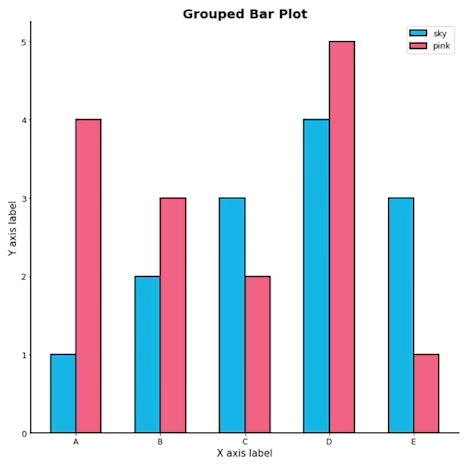 Grouped Bar Plot
sky
pink
Y axis label
5
4
3
2
1
0
A B C D E
X axis label